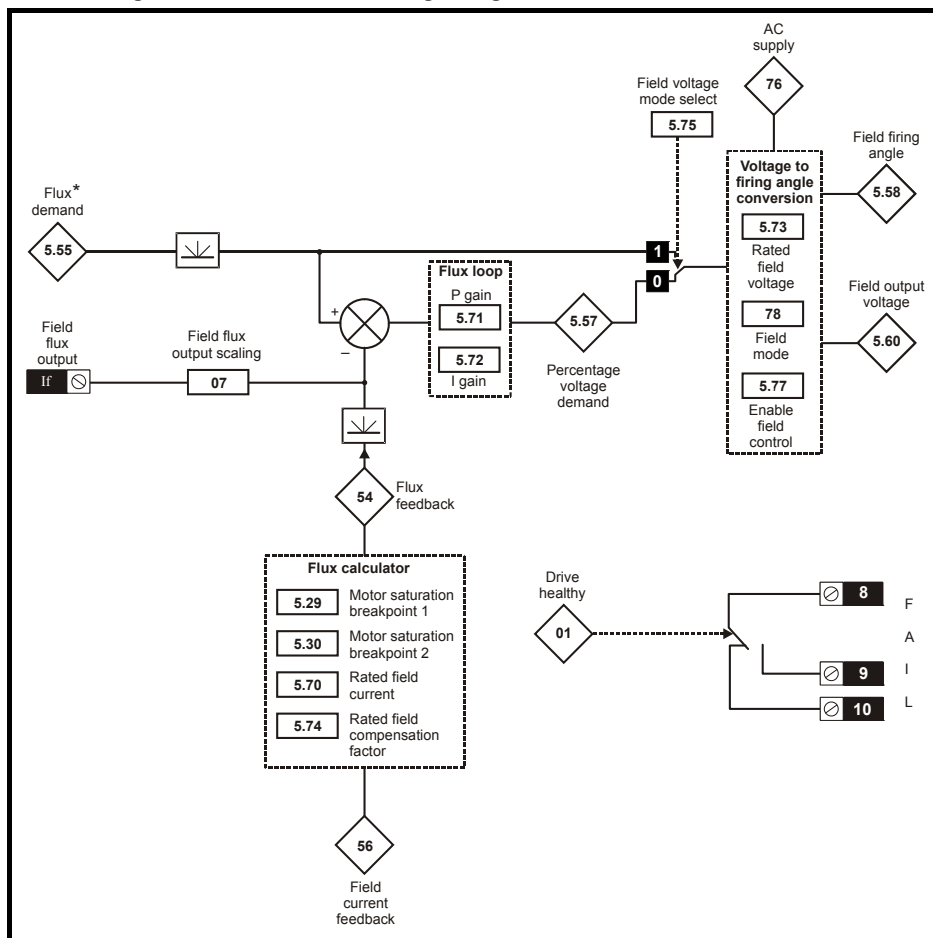 AC
supply
76
Field voltage
mode select
5.75
Field firing
angle
5.58
Voltage to
firing angle
conversion
5.73
Rated
field
voltage
78
Field
mode
5.77
Enable
field
control
Field output
voltage
5.60
Flux*
demand
5.55
1
0
Flux loop
P gain
5.71
5.72
I gain
+
–
5.57
Percentage
voltage
demand
Field
flux
output
If
Field flux
output scaling
07
54
Flux
feedback
Flux calculator
5.29 Motor saturation
breakpoint 1
5.30 Motor saturation
breakpoint 2
5.70 Rated field
current
5.74 Rated field
compensation
factor
56
Field
current
feedback
Drive
healthy
01
8
9
10
F
A
I
L